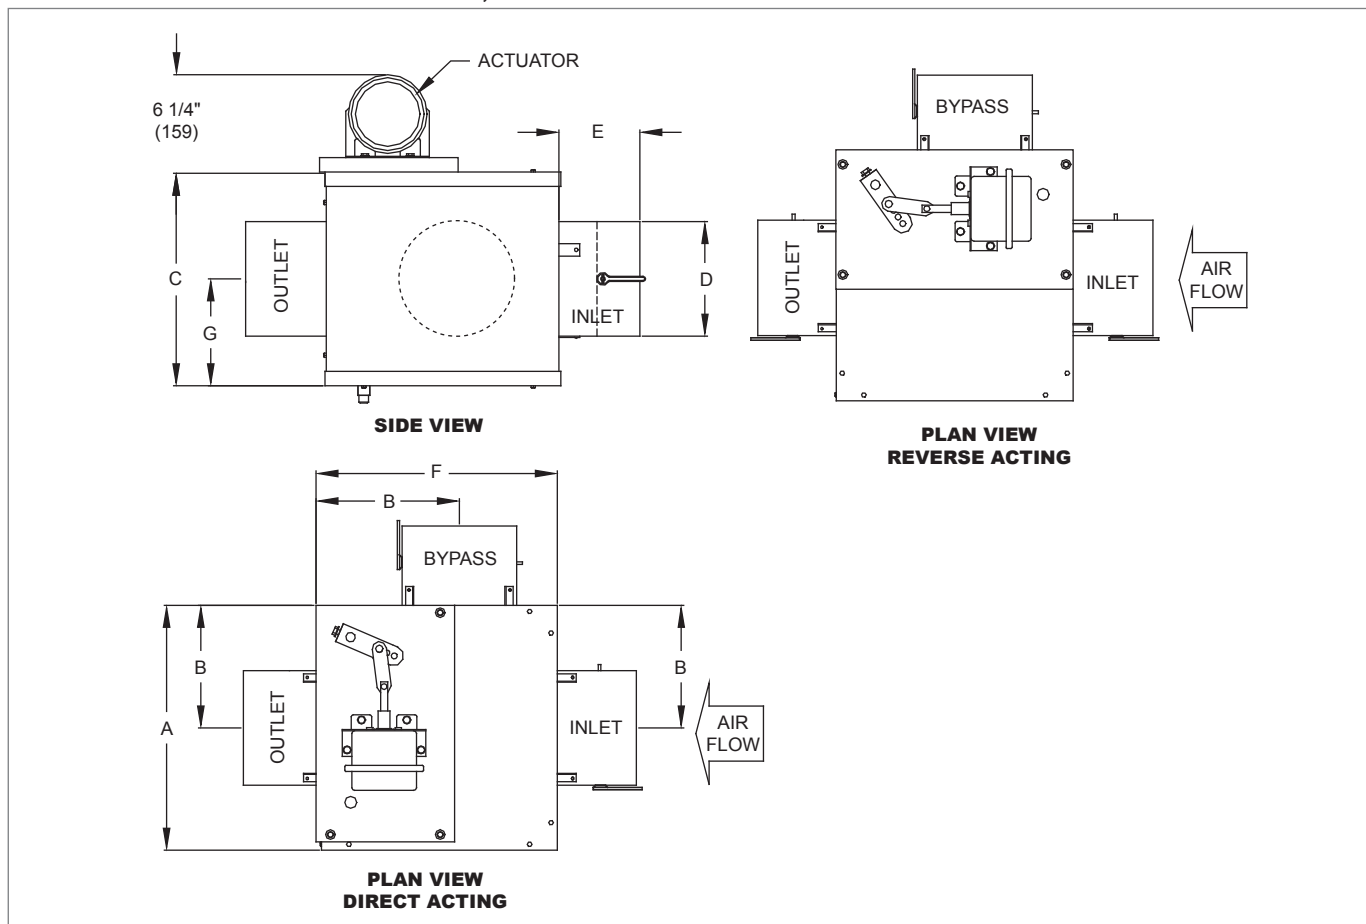 ACTUATOR
6 1/4"
(159)
E
C
G
OUTLET
INLET
D
SIDE VIEW
BYPASS
OUTLET
INLET
AIR
FLOW
PLAN VIEW
REVERSE ACTING
F
B
BYPASS
B
A
OUTLET
INLET
B
AIR
FLOW
PLAN VIEW
DIRECT ACTING